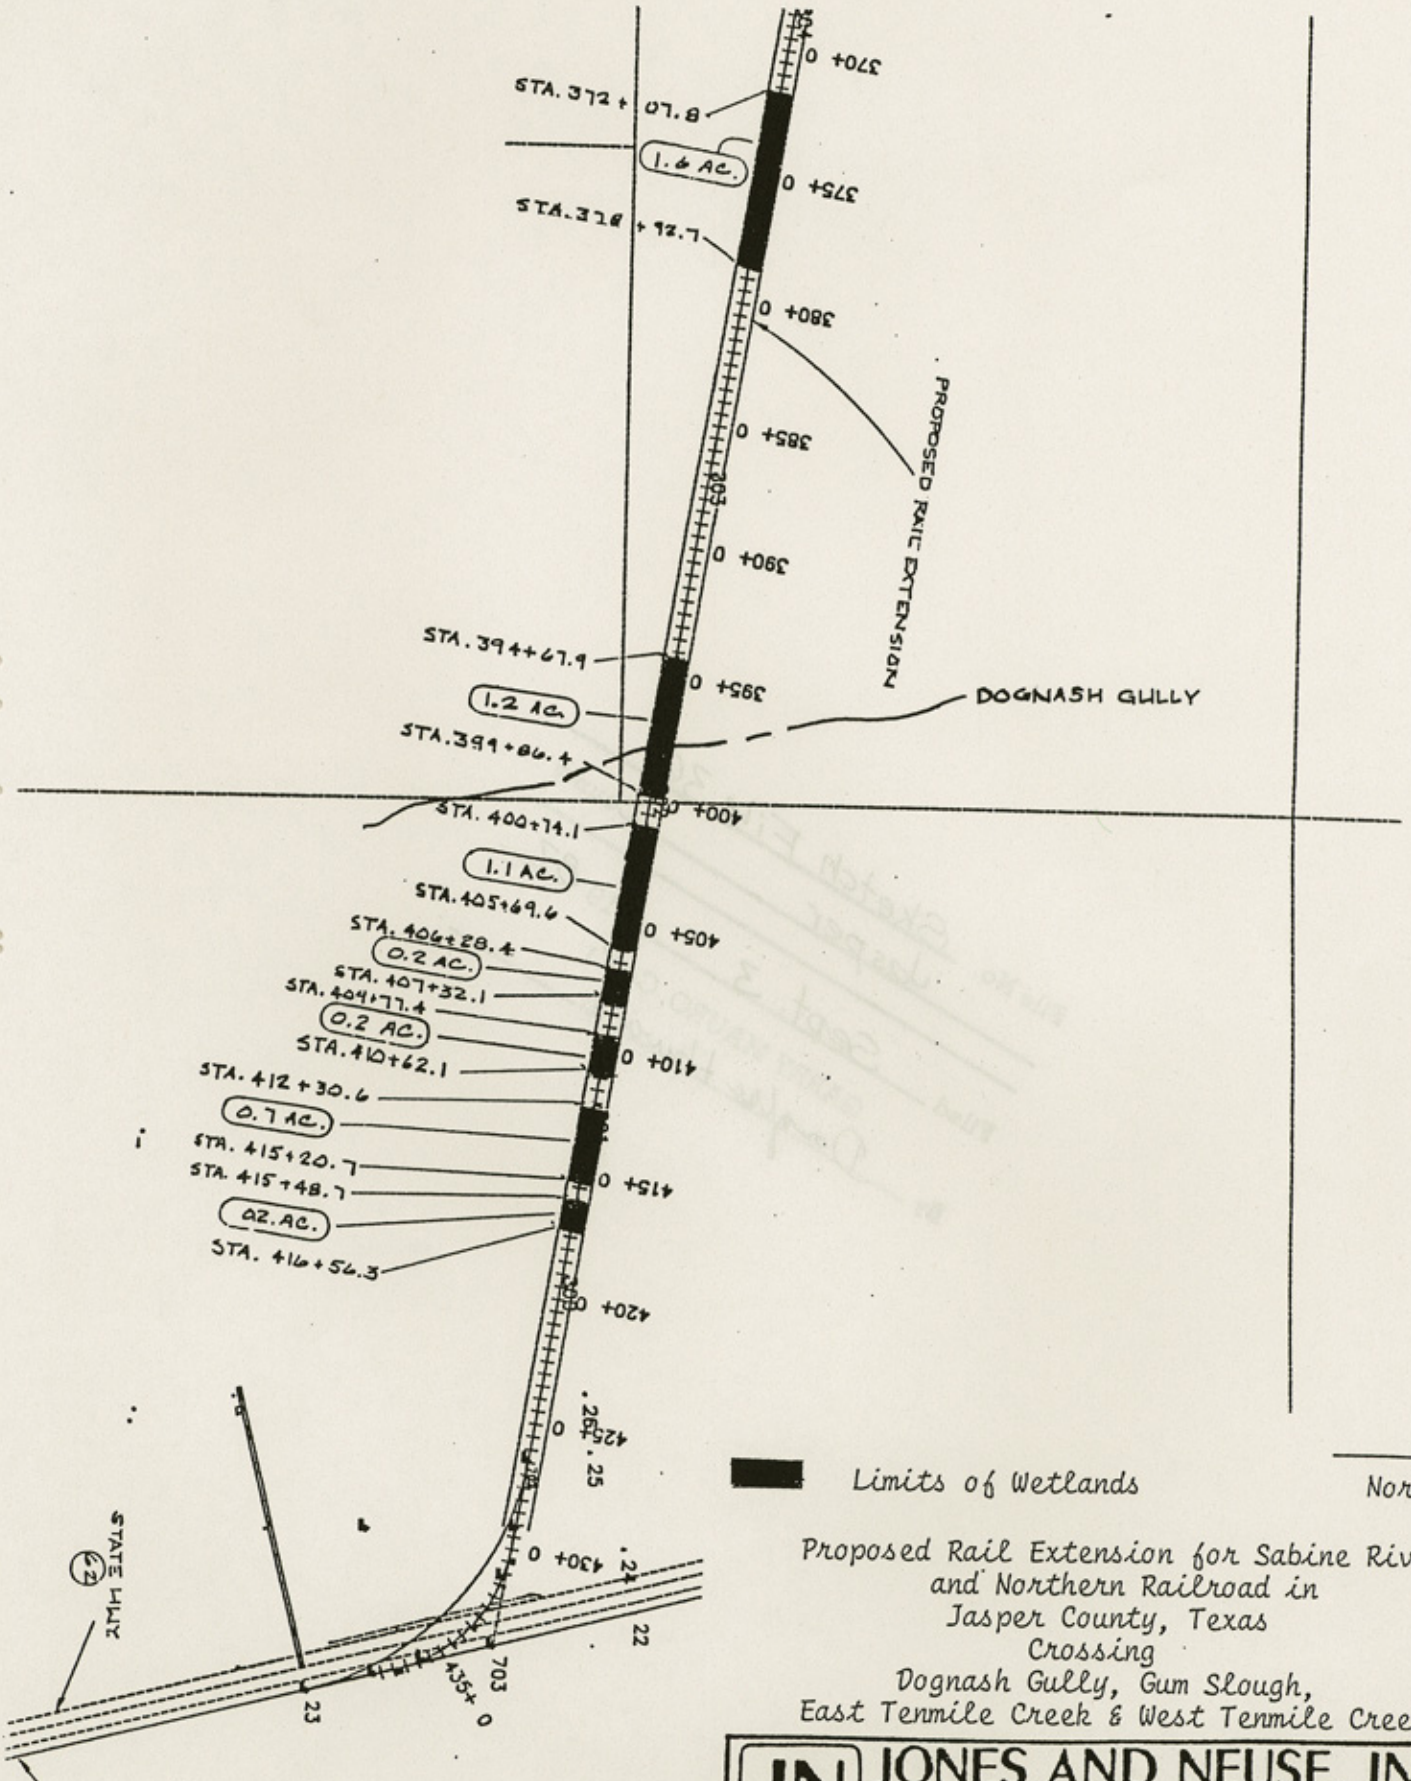 370+ 0
STA. 372 + 07.8
1.6 AC.
375+ 0
STA. 378 + 92.7
380+ 0
PROPOSED RAIL EXTENSION
385+ 0
203
390+ 0
STA. 394+67.9
395+ 0
1.2 AC.
DOGNASH GULLY
STA. 399+86.4
400+ 0
STA. 400+74.1
1.1 AC.
STA. 405+69.6
405+ 0
STA. 406+28.4
0.2 AC.
STA. 407+32.1
STA. 409+77.4
0.2 AC.
STA. 410+62.1
410+ 0
STA. 412+30.6
0.7 AC.
STA. 415+20.7
415+ 0
STA. 415+48.7
0.2 AC.
STA. 416+56.3
420+ 0
.26
425+ 0
.25
430+ 0
.24
22
703
435+ 0
23
STATE HWY
62
Limits of Wetlands
Nor
Proposed Rail Extension for Sabine Riv
and Northern Railroad in
Jasper County, Texas
Crossing
Dognash Gully, Gum Slough,
East Tenmile Creek & West Tenmile Cree
JN JONES AND NEUSE, IN